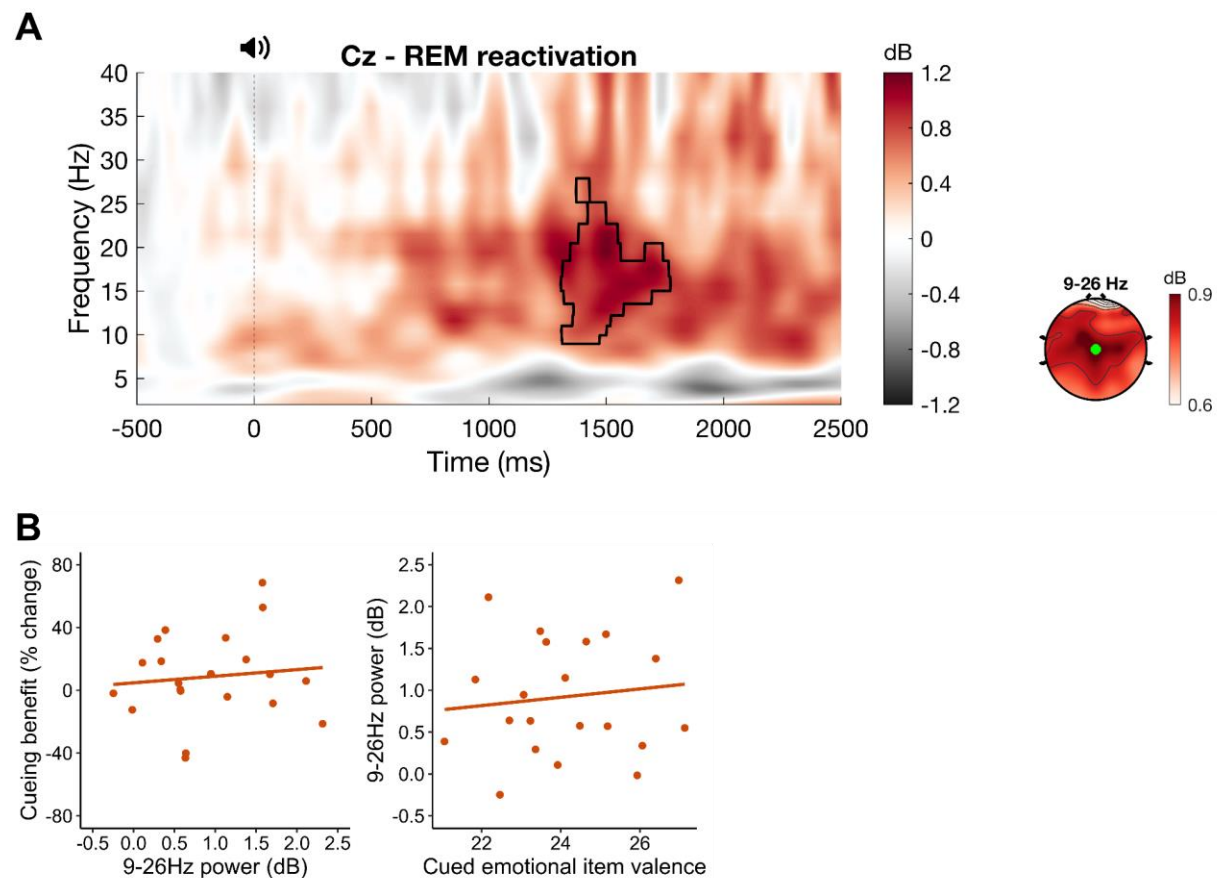 A
Cz - REM reactivation
dB
40
35
30
25
20
15
10
5
Frequency (Hz)
-500
0
500
1000
1500
2000
2500
Time (ms)
1.2
0.8
0.4
0
-0.4
-0.8
-1.2
9-26 Hz
dB
0.9
0.6
B
80
40
0
-40
-80
Cueing benefit (% change)
-0.5 0.0 0.5 1.0 1.5 2.0 2.5
9-26Hz power (dB)
2.5
2.0
1.5
1.0
0.5
0.0
-0.5
9-26Hz power (dB)
22 24 26
Cued emotional item valence